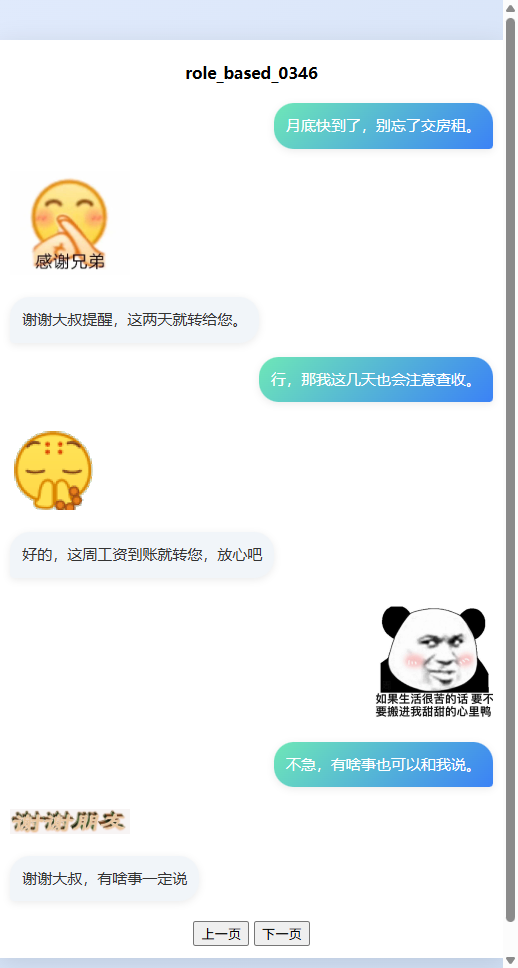 role_based_0346
月底快到了，别忘了交房租。
感谢兄弟
谢谢大叔提醒，这两天就转给您。
行，那我这几天也会注意查收。
好的，这周工资到账就转您，放心吧
如果生活很苦的话 要不
要搬进我甜甜的心里鸭
不急，有啥事也可以和我说。
谢谢朋友
谢谢大叔，有啥事一定说
上一页 下一页